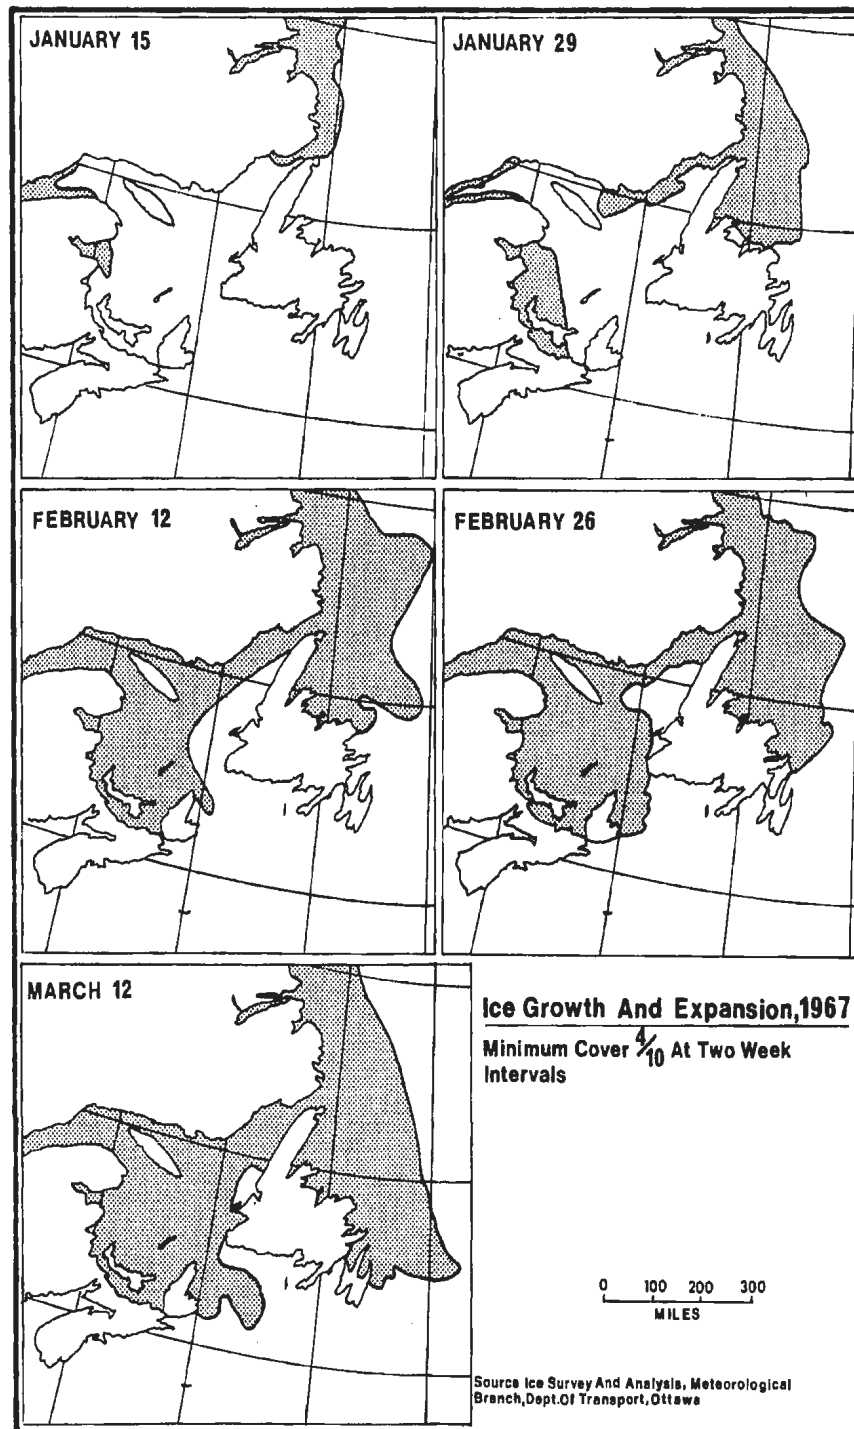 JANUARY 15
JANUARY 29
FEBRUARY 12
FEBRUARY 26
MARCH 12
Ice Growth And Expansion,1967
Minimum Cover 4/10 At Two Week
Intervals
0 100 200 300
MILES
Source Ice Survey And Analysis, Meteorological
Branch,Dept.Of Transport,Ottawa